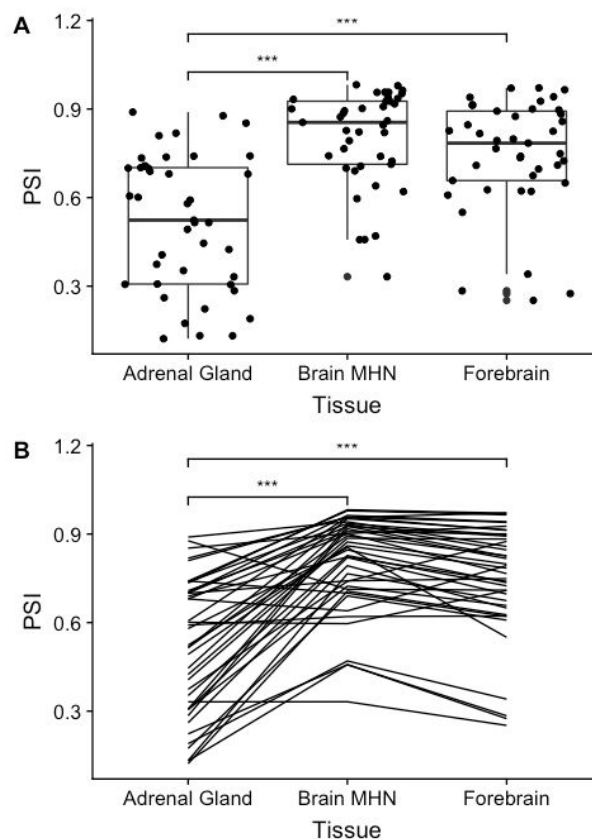 A
1.2
***
***
0.9
PSI
0.6
0.3
Adrenal Gland Brain MHN Forebrain
Tissue
B
1.2
***
***
0.9
PSI
0.6
0.3
Adrenal Gland Brain MHN Forebrain
Tissue